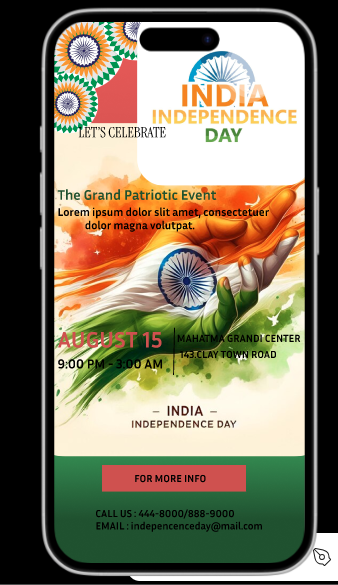 INDIA
INDEPENDENCE
DAY
LET'S CELEBRATE
The Grand Patriotic Event
Lorem ipsum dolor slit amet, consectetuer
dolor magna volutpat.
AUGUST 15
9:00 PM - 3:00 AM
MAHATMA GRANDI CENTER
143.CLAY TOWN ROAD
– INDIA –
INDEPENDENCE DAY
FOR MORE INFO
CALL US : 444-8000/888-9000
EMAIL : indepencenceday@mail.com